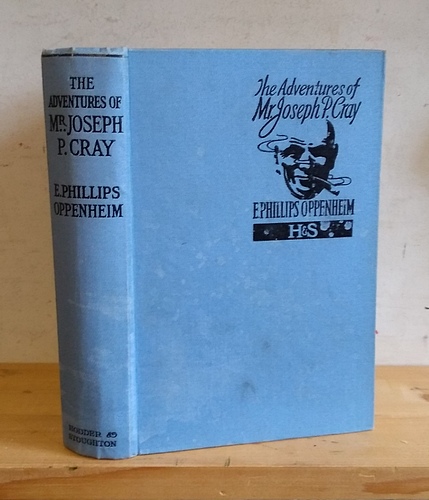 THE
ADVENTURES OF
MR. JOSEPH
P. CRAY
E. PHILLIPS
OPPENHEIM
HODDER &
STOUGHTON
The Adventures of
Mr. Joseph P. Cray
E. PHILLIPS OPPENHEIM
H&S